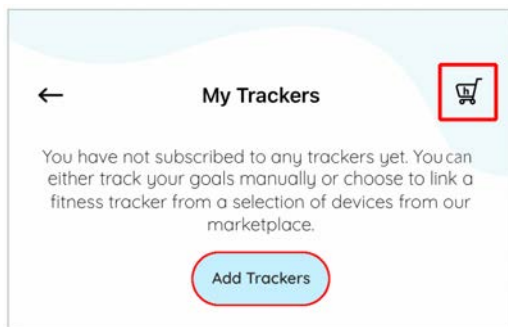 My Trackers
You have not subscribed to any trackers yet. You can
either track your goals manually or choose to link a
fitness tracker from a selection of devices from our
marketplace.
Add Trackers